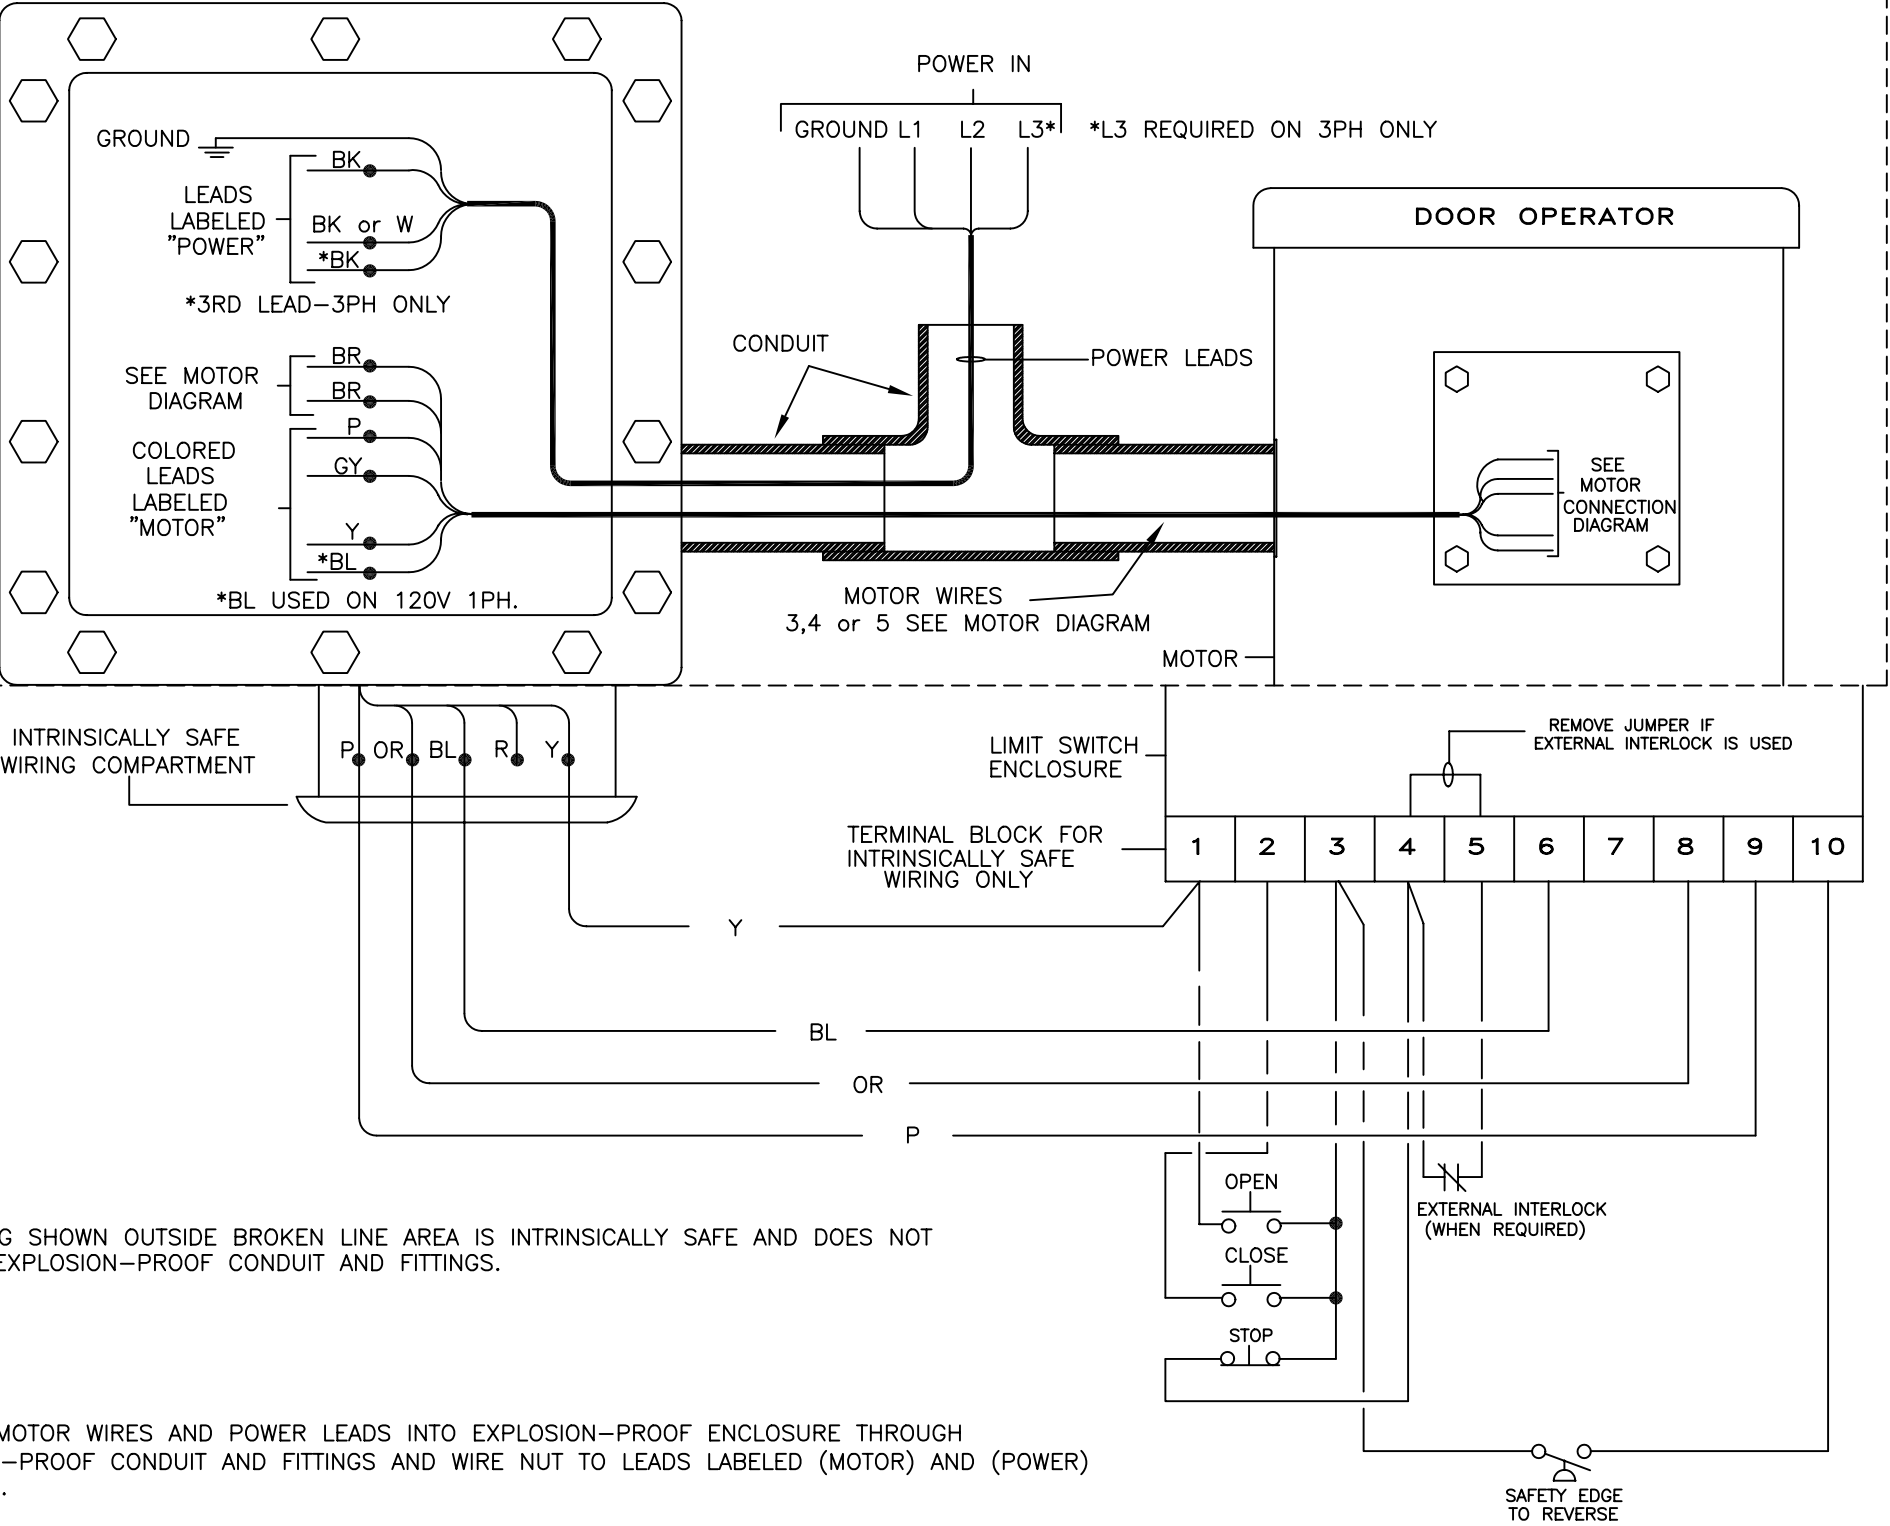 POWER IN
GROUND L1 L2 L3* *L3 REQUIRED ON 3PH ONLY
GROUND
BK
LEADS
LABELED
"POWER"
BK or W
*BK
*3RD LEAD-3PH ONLY
BR
SEE MOTOR
DIAGRAM
BR
P
COLORED
LEADS
LABELED
"MOTOR"
GY
Y
*BL
*BL USED ON 120V 1PH.
CONDUIT
POWER LEADS
DOOR OPERATOR
SEE
MOTOR
CONNECTION
DIAGRAM
MOTOR WIRES
3,4 or 5 SEE MOTOR DIAGRAM
MOTOR
INTRINSICALLY SAFE
WIRING COMPARTMENT
P OR BL R Y
LIMIT SWITCH
ENCLOSURE
REMOVE JUMPER IF
EXTERNAL INTERLOCK IS USED
TERMINAL BLOCK FOR
INTRINSICALLY SAFE
WIRING ONLY
1 2 3 4 5 6 7 8 9 10
Y
BL
OR
P
OPEN
CLOSE
STOP
EXTERNAL INTERLOCK
(WHEN REQUIRED)
G SHOWN OUTSIDE BROKEN LINE AREA IS INTRINSICALLY SAFE AND DOES NOT
EXPLOSION-PROOF CONDUIT AND FITTINGS.
MOTOR WIRES AND POWER LEADS INTO EXPLOSION-PROOF ENCLOSURE THROUGH
-PROOF CONDUIT AND FITTINGS AND WIRE NUT TO LEADS LABELED (MOTOR) AND (POWER)
.
SAFETY EDGE
TO REVERSE